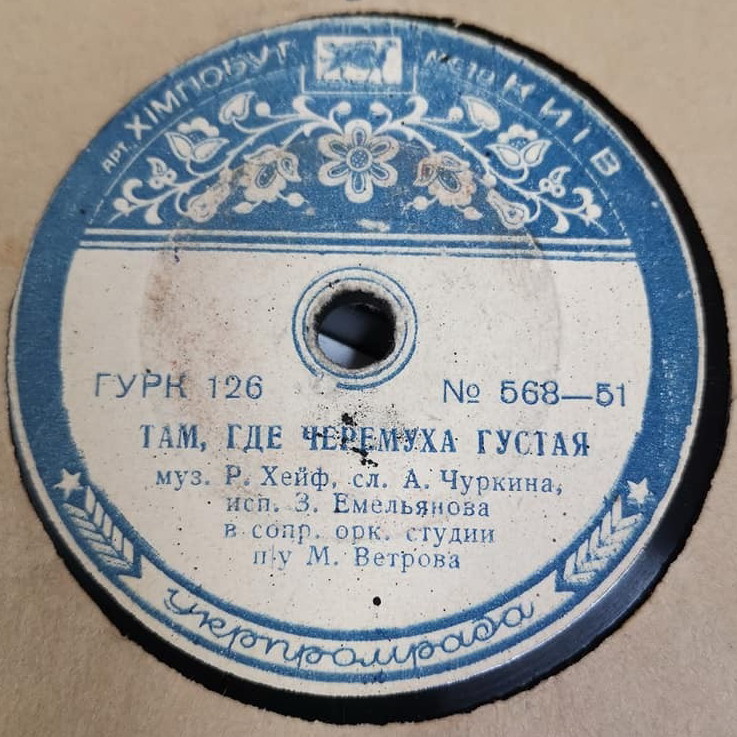 АРТ. ХІМПОБУТ
КИЇВ
ГУРК 126
№ 568—51
ТАМ, ГДЕ ЧЕРЕМУХА ГУСТАЯ
муз. Р. Хейф, сл. А. Чуркина,
исп. З. Емельянова
в сопр. орк. студии
п/у М. Ветрова
Укрпромрада